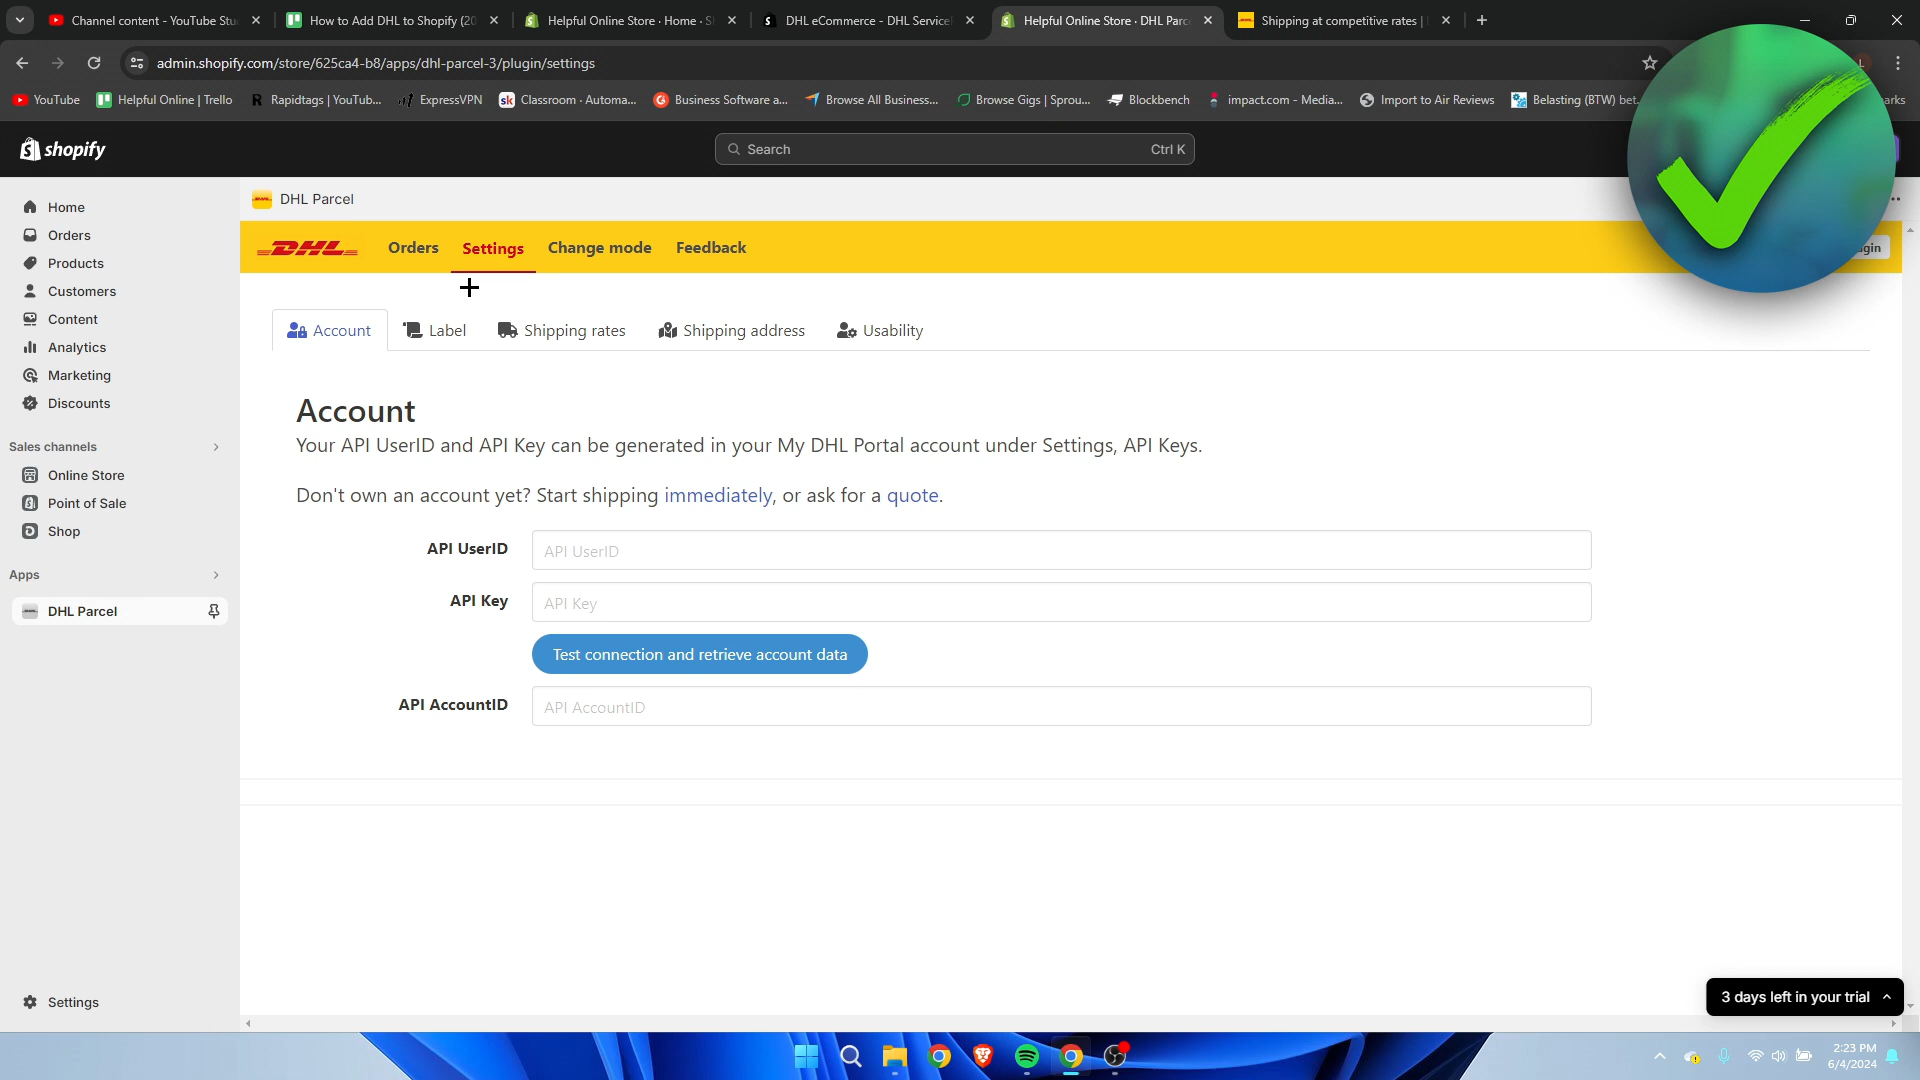 Channel content - YouTube Stu
How to Add DHL to Shopify (20
Helpful Online Store · Home · S
DHL eCommerce - DHL Service
Helpful Online Store · DHL Parc
Shipping at competitive rates |
admin.shopify.com/store/625ca4-b8/apps/dhl-parcel-3/plugin/settings
YouTube
Helpful Online | Trello
Rapidtags | YouTub...
ExpressVPN
Classroom - Automa...
Business Software a...
Browse All Business...
Browse Gigs | Sprou...
Blockbench
impact.com - Media...
Import to Air Reviews
Belasting (BTW) bet.
arks
shopify
Search
Ctrl K
Home
Orders
Products
Customers
Content
Analytics
Marketing
Discounts
Sales channels
Online Store
Point of Sale
Shop
Apps
DHL Parcel
Settings
DHL Parcel
DHL
Orders
Settings
Change mode
Feedback
gin
Account
Label
Shipping rates
Shipping address
Usability
Account
Your API UserID and API Key can be generated in your My DHL Portal account under Settings, API Keys.
Don't own an account yet? Start shipping immediately, or ask for a quote.
API UserID
API UserID
API Key
API Key
Test connection and retrieve account data
API AccountID
API AccountID
3 days left in your trial
2:23 PM
6/4/2024